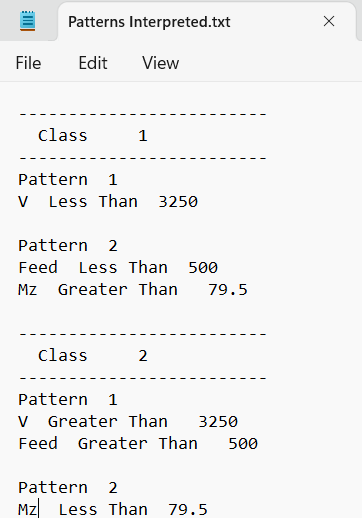 Patterns Interpreted.txt
File Edit View
-------------------------
Class 1
-------------------------
Pattern 1
V Less Than 3250
Pattern 2
Feed Less Than 500
Mz Greater Than 79.5
-------------------------
Class 2
-------------------------
Pattern 1
V Greater Than 3250
Feed Greater Than 500
Pattern 2
Mz Less Than 79.5